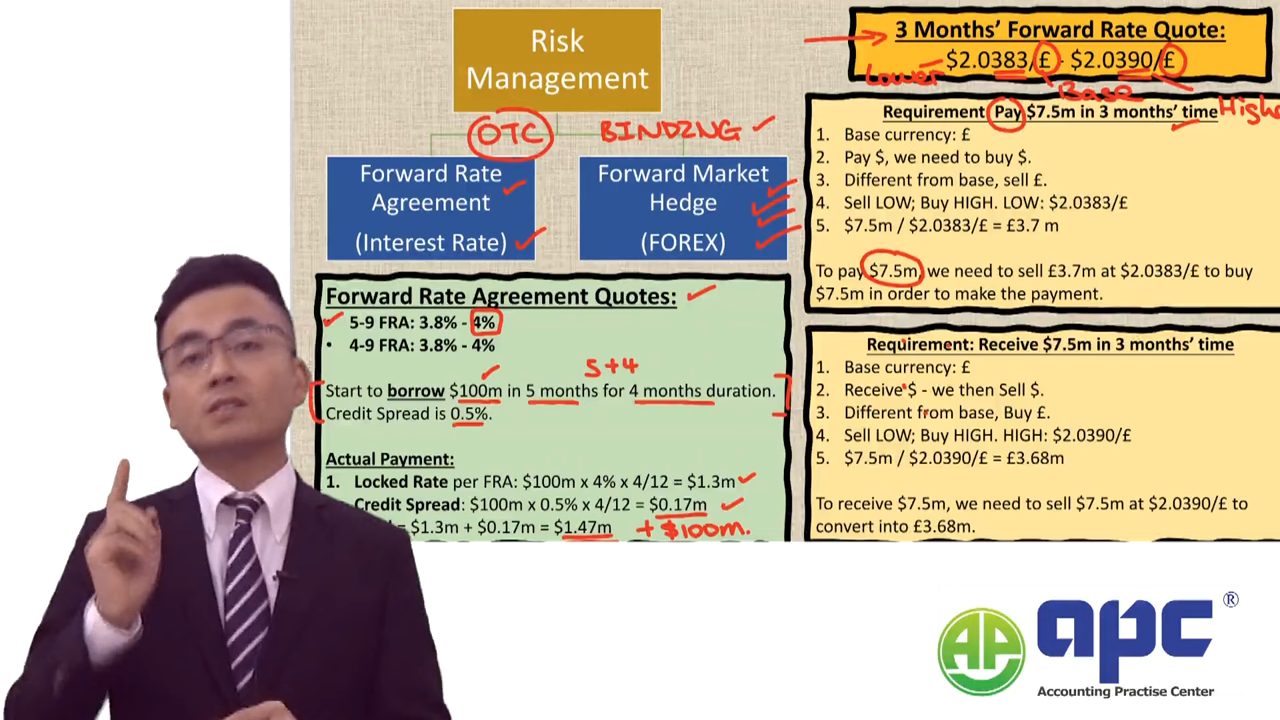 Risk
Management
OTC
BINDING
Forward Rate
Agreement
(Interest Rate)
Forward Market
Hedge
(FOREX)
Forward Rate Agreement Quotes:
5-9 FRA: 3.8% - 4%
• 4-9 FRA: 3.8% - 4%
5+4
Start to borrow $100m in 5 months for 4 months duration.
Credit Spread is 0.5%.
Actual Payment:
1. Locked Rate per FRA: $100m x 4% x 4/12 = $1.3m
Credit Spread: $100m x 0.5% x 4/12 = $0.17m
= $1.3m + $0.17m = $1.47m + $100m.
3 Months’ Forward Rate Quote:
$2.0383/£ - $2.0390/£
Lower
Base
Requirement Pay $7.5m in 3 months’ time
1. Base currency: £
2. Pay $, we need to buy $.
3. Different from base, sell £.
4. Sell LOW; Buy HIGH. LOW: $2.0383/£
5. $7.5m / $2.0383/£ = £3.7 m
To pay $7.5m, we need to sell £3.7m at $2.0383/£ to buy
$7.5m in order to make the payment.
Requirement: Receive $7.5m in 3 months’ time
1. Base currency: £
2. Receive $ - we then Sell $.
3. Different from base, Buy £.
4. Sell LOW; Buy HIGH. HIGH: $2.0390/£
5. $7.5m / $2.0390/£ = £3.68m
To receive $7.5m, we need to sell $7.5m at $2.0390/£ to
convert into £3.68m.
AP
apc®
Accounting Practise Center